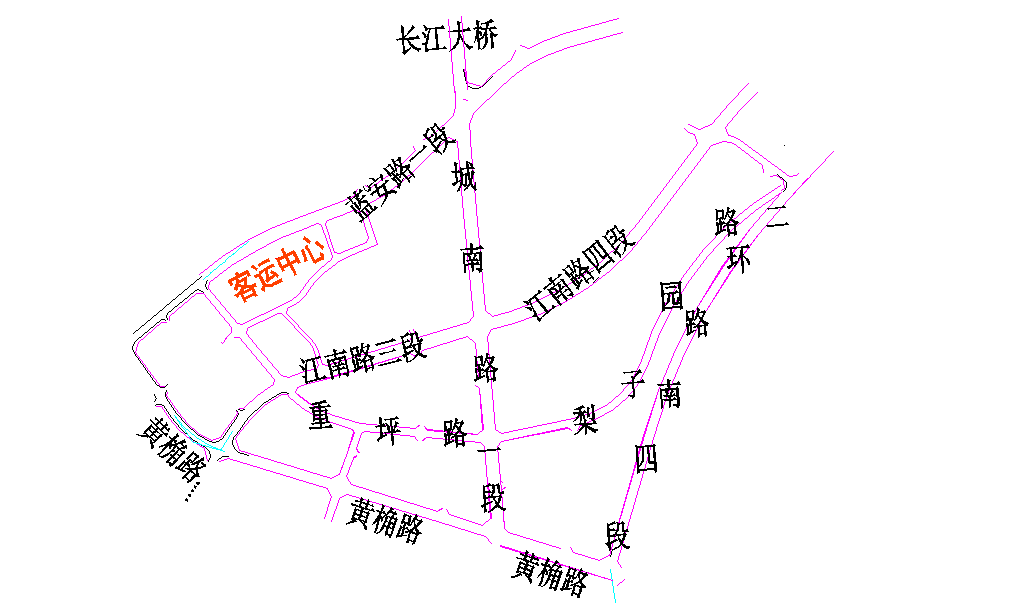 长江大桥
蓝安路一段
城南路一段
客运中心
江南路四段
江南路三段
二环路南四段
梨子园路
重坪路
黄桷路...
黄桷路
黄桷路